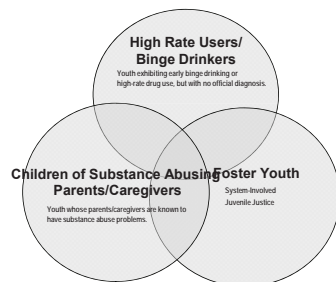 High Rate Users/
Binge Drinkers
Youth exhibiting early binge drinking or
high-rate drug use, but with no official diagnosis.
Children of Substance Abusing
Parents/Caregivers
Youth whose parents/caregivers are known to
have substance abuse problems.
Foster Youth
System-Involved
Juvenile Justice